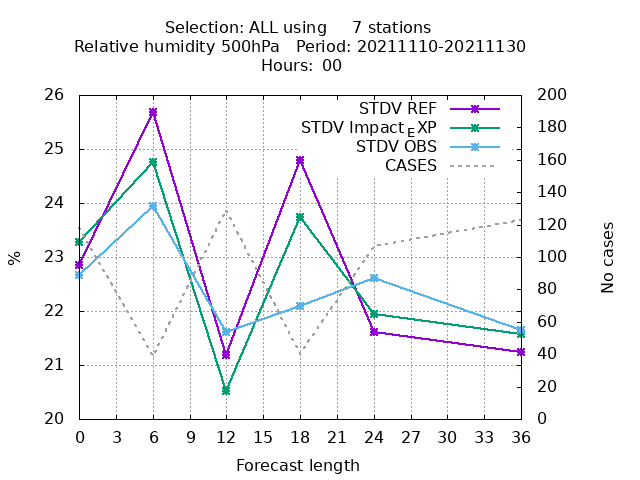 Selection: ALL using     7 stations
Relative humidity 500hPa   Period: 20211110-20211130
Hours: 00
STDV REF
STDV Impact_EXP
STDV OBS
CASES
26
25
24
23
22
21
20
%
200
180
160
140
120
100
80
60
40
20
0
No cases
0 3 6 9 12 15 18 21 24 27 30 33 36
Forecast length